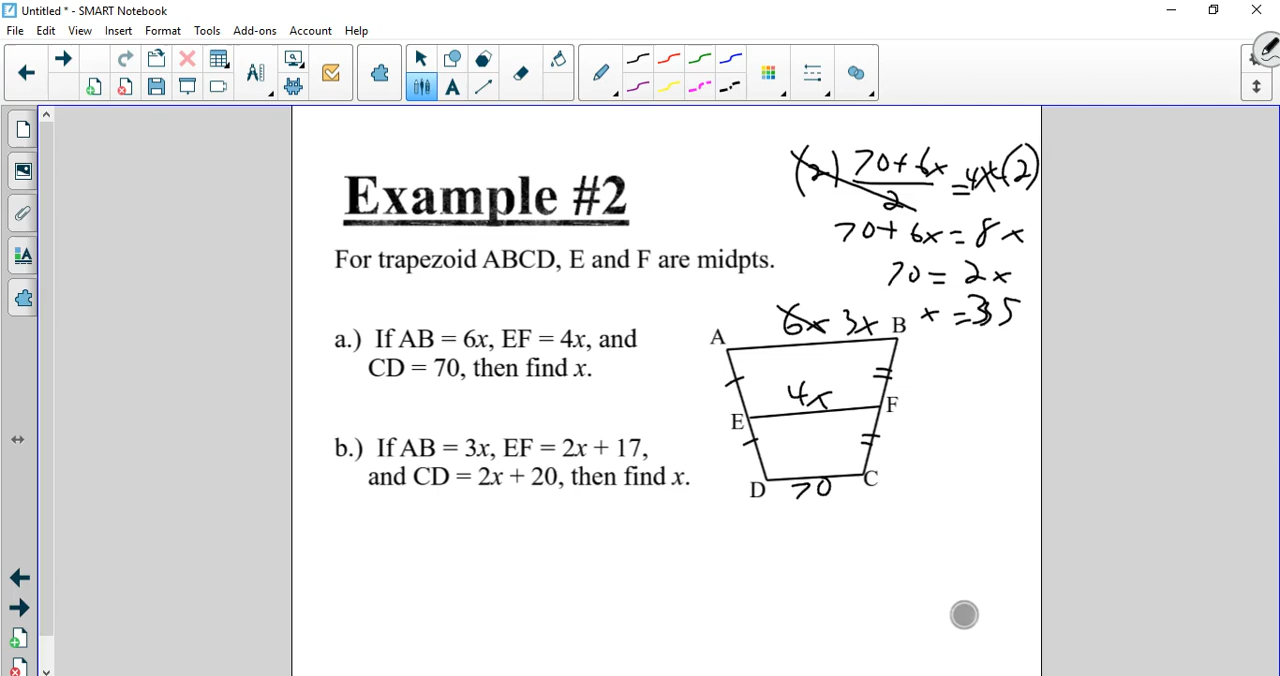 Untitled * - SMART Notebook
File Edit View Insert Format Tools Add-ons Account Help
Example #2
(2) 70+6x/2 = 4x(2)
70+6x = 8x
70 = 2x
x = 35
For trapezoid ABCD, E and F are midpts.
a.) If AB = 6x, EF = 4x, and
CD = 70, then find x.
b.) If AB = 3x, EF = 2x + 17,
and CD = 2x + 20, then find x.
A 6x 3x B
E 4x F
D 70 C